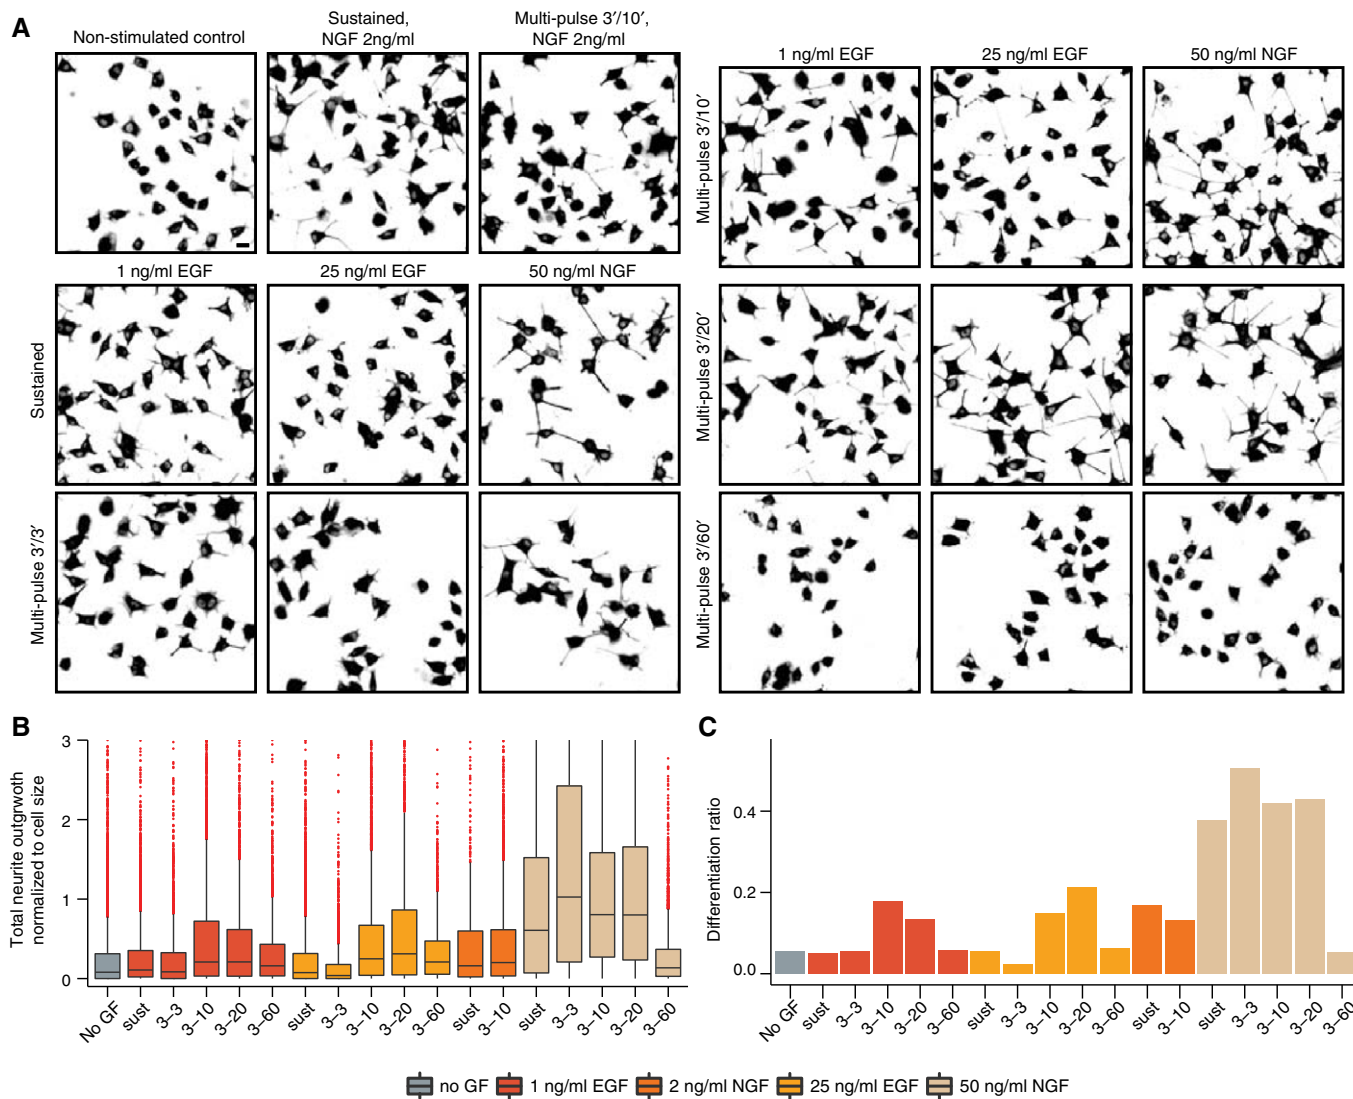 A
Non-stimulated control
Sustained,
NGF 2ng/ml
Multi-pulse 3′/10′,
NGF 2ng/ml
1 ng/ml EGF
25 ng/ml EGF
50 ng/ml NGF
Sustained
Multi-pulse 3′/3′
1 ng/ml EGF
25 ng/ml EGF
50 ng/ml NGF
Multi-pulse 3′/10′
Multi-pulse 3′/20′
Multi-pulse 3′/60′
B
Total neurite outgrwoth
normalized to cell size
3
2
1
0
No GF
sust
3–3
3–10
3–20
3–60
sust
3–3
3–10
3–20
3–60
sust
3–10
sust
3–3
3–10
3–20
3–60
C
Differentiation ratio
0.4
0.2
0.0
No GF
sust
3–3
3–10
3–20
3–60
sust
3–3
3–10
3–20
3–60
sust
3–10
sust
3–3
3–10
3–20
3–60
no GF
1 ng/ml EGF
2 ng/ml NGF
25 ng/ml EGF
50 ng/ml NGF